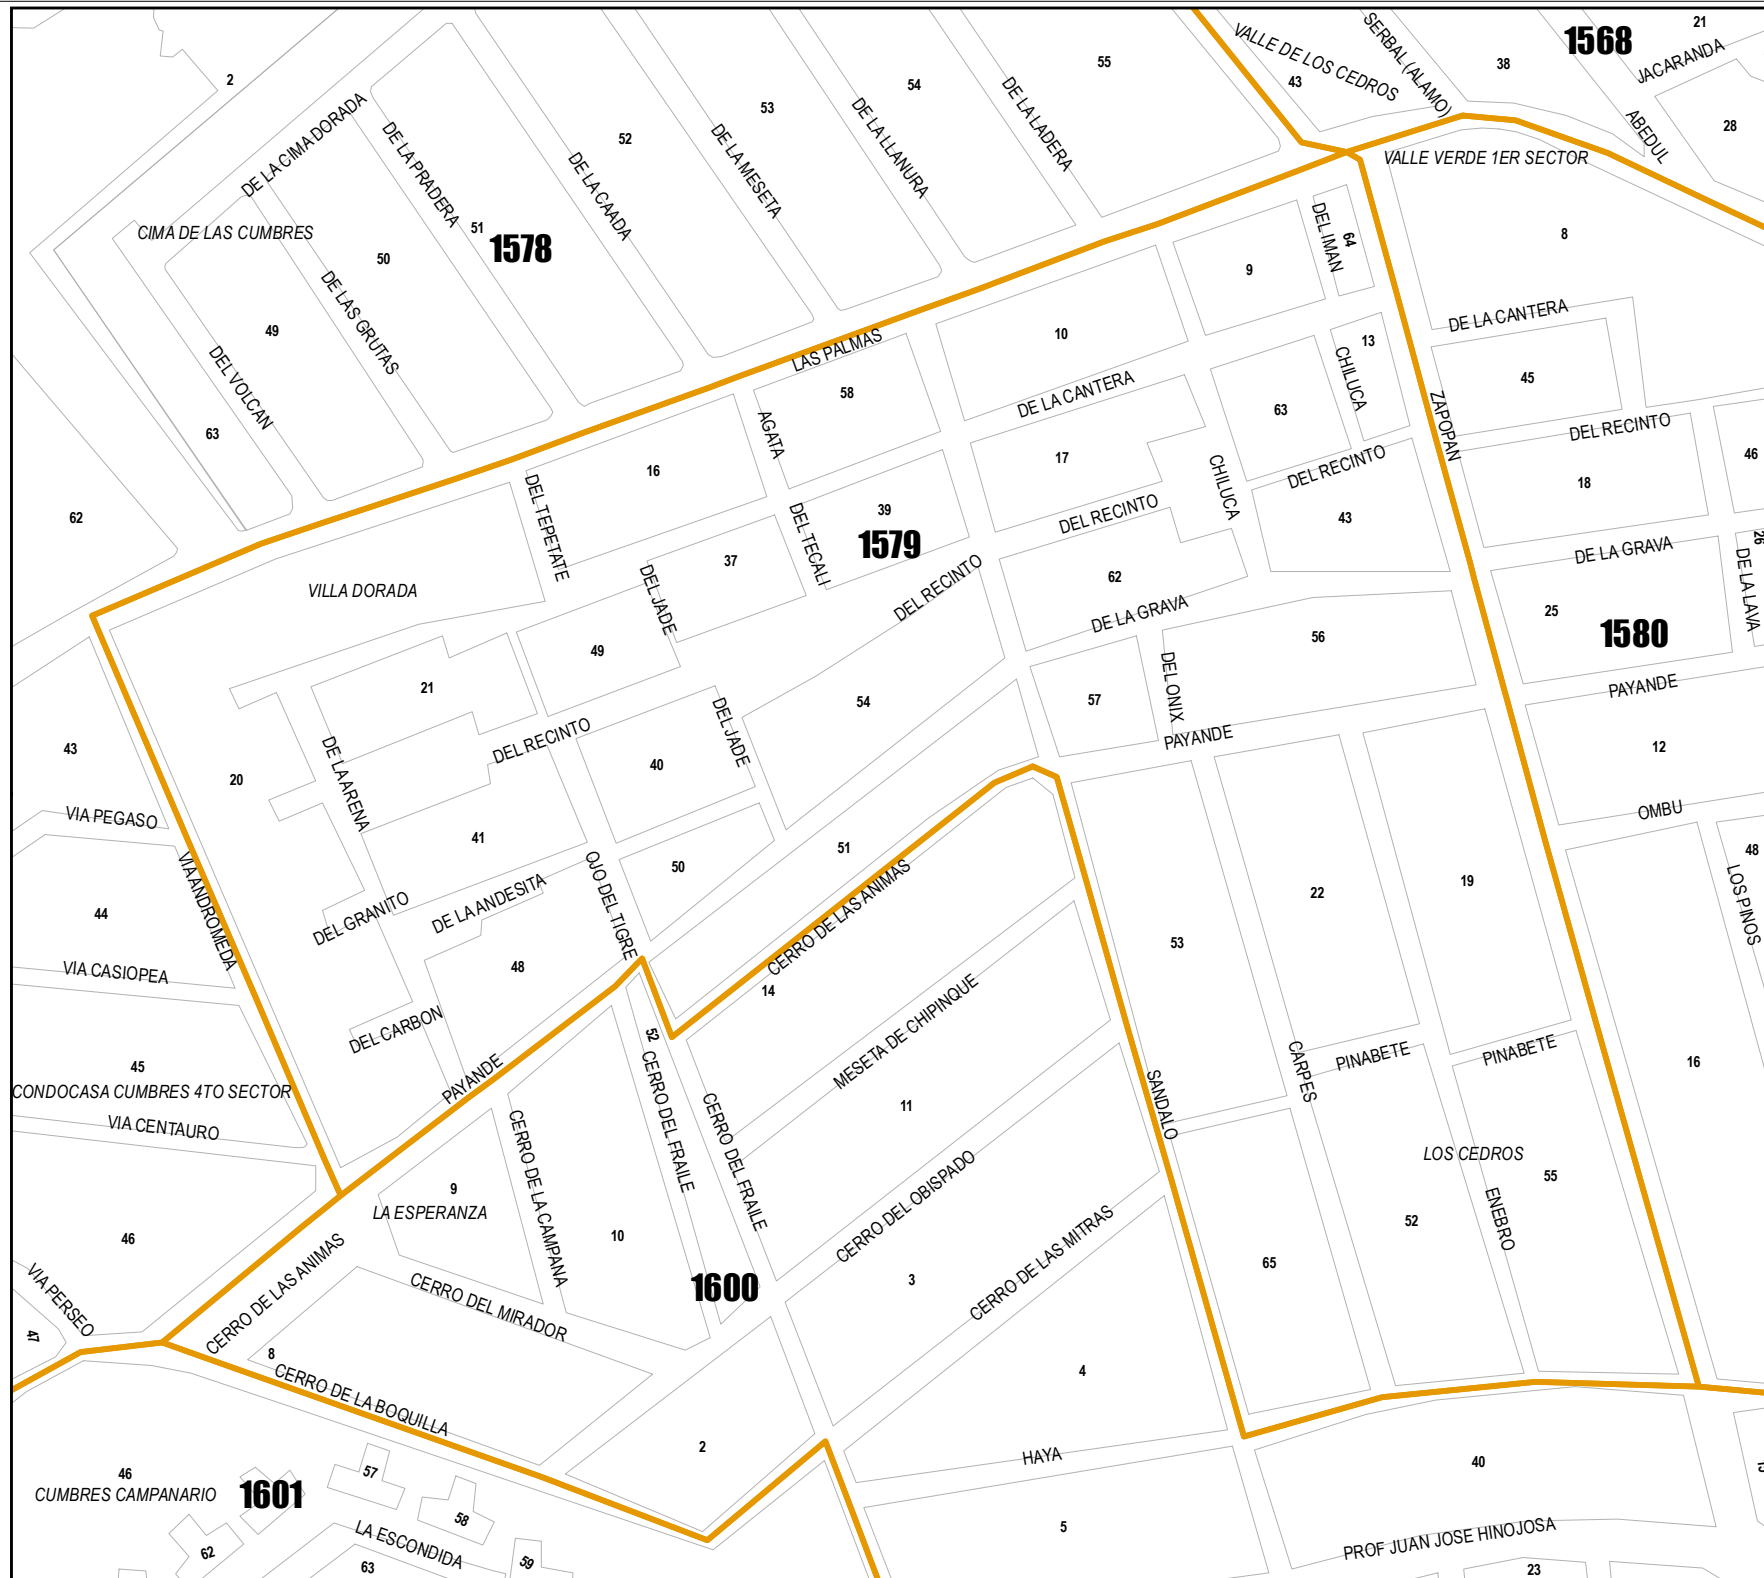 2
DE LA CIMA DORADA
CIMA DE LAS CUMBRES
DE LA PRADERA
51
1578
50
49
DE LAS GRUTAS
DEL VOLCAN
63
62
52
DE LA CAADA
53
DE LA MESETA
54
DE LA LLANURA
55
DE LA LADERA
VALLE DE LOS CEDROS
43
SERBAL (ALAMO)
38
1568
21
JACARANDA
28
ABEDUL
VALLE VERDE 1ER SECTOR
8
DEL IMAN
64
9
10
LAS PALMAS
58
DE LA CANTERA
13
CHILUCA
63
DE LA CANTERA
45
ZAPOPAN
DEL RECINTO
46
18
AGATA
16
17
CHILUCA
DEL RECINTO
43
DEL RECINTO
39
1579
DEL TECALI
37
DEL TEPETATE
DEL JADE
VILLA DORADA
DEL RECINTO
62
DE LA GRAVA
56
DE LA GRAVA
25
1580
26
DE LA LAVA
49
21
54
57
DEL ONIX
PAYANDE
PAYANDE
12
43
20
DE LA ARENA
DEL RECINTO
40
DEL JADE
VIA PEGASO
41
51
50
OJO DEL TIGRE
OMBU
48
LOS PINOS
VIA ANDROMEDA
44
DEL GRANITO
DE LA ANDESITA
48
CERRO DE LAS ANIMAS
14
22
19
53
VIA CASIOPEA
DEL CARBON
PAYANDE
52
MESETA DE CHIPINQUE
CARPES
PINABETE
PINABETE
16
45
CONDOCASA CUMBRES 4TO SECTOR
VIA CENTAURO
CERRO DEL FRAILE
CERRO DEL FRAILE
11
SANDALO
LOS CEDROS
55
CERRO DE LA CAMPANA
9
LA ESPERANZA
10
CERRO DEL OBISPADO
52
ENEBRO
46
VIA PERSEO
47
CERRO DE LAS ANIMAS
CERRO DEL MIRADOR
1600
3
CERRO DE LAS MITRAS
65
8
CERRO DE LA BOQUILLA
4
2
HAYA
40
46
CUMBRES CAMPANARIO
1601
57
58
LA ESCONDIDA
62
63
59
5
PROF JUAN JOSE HINOJOSA
23